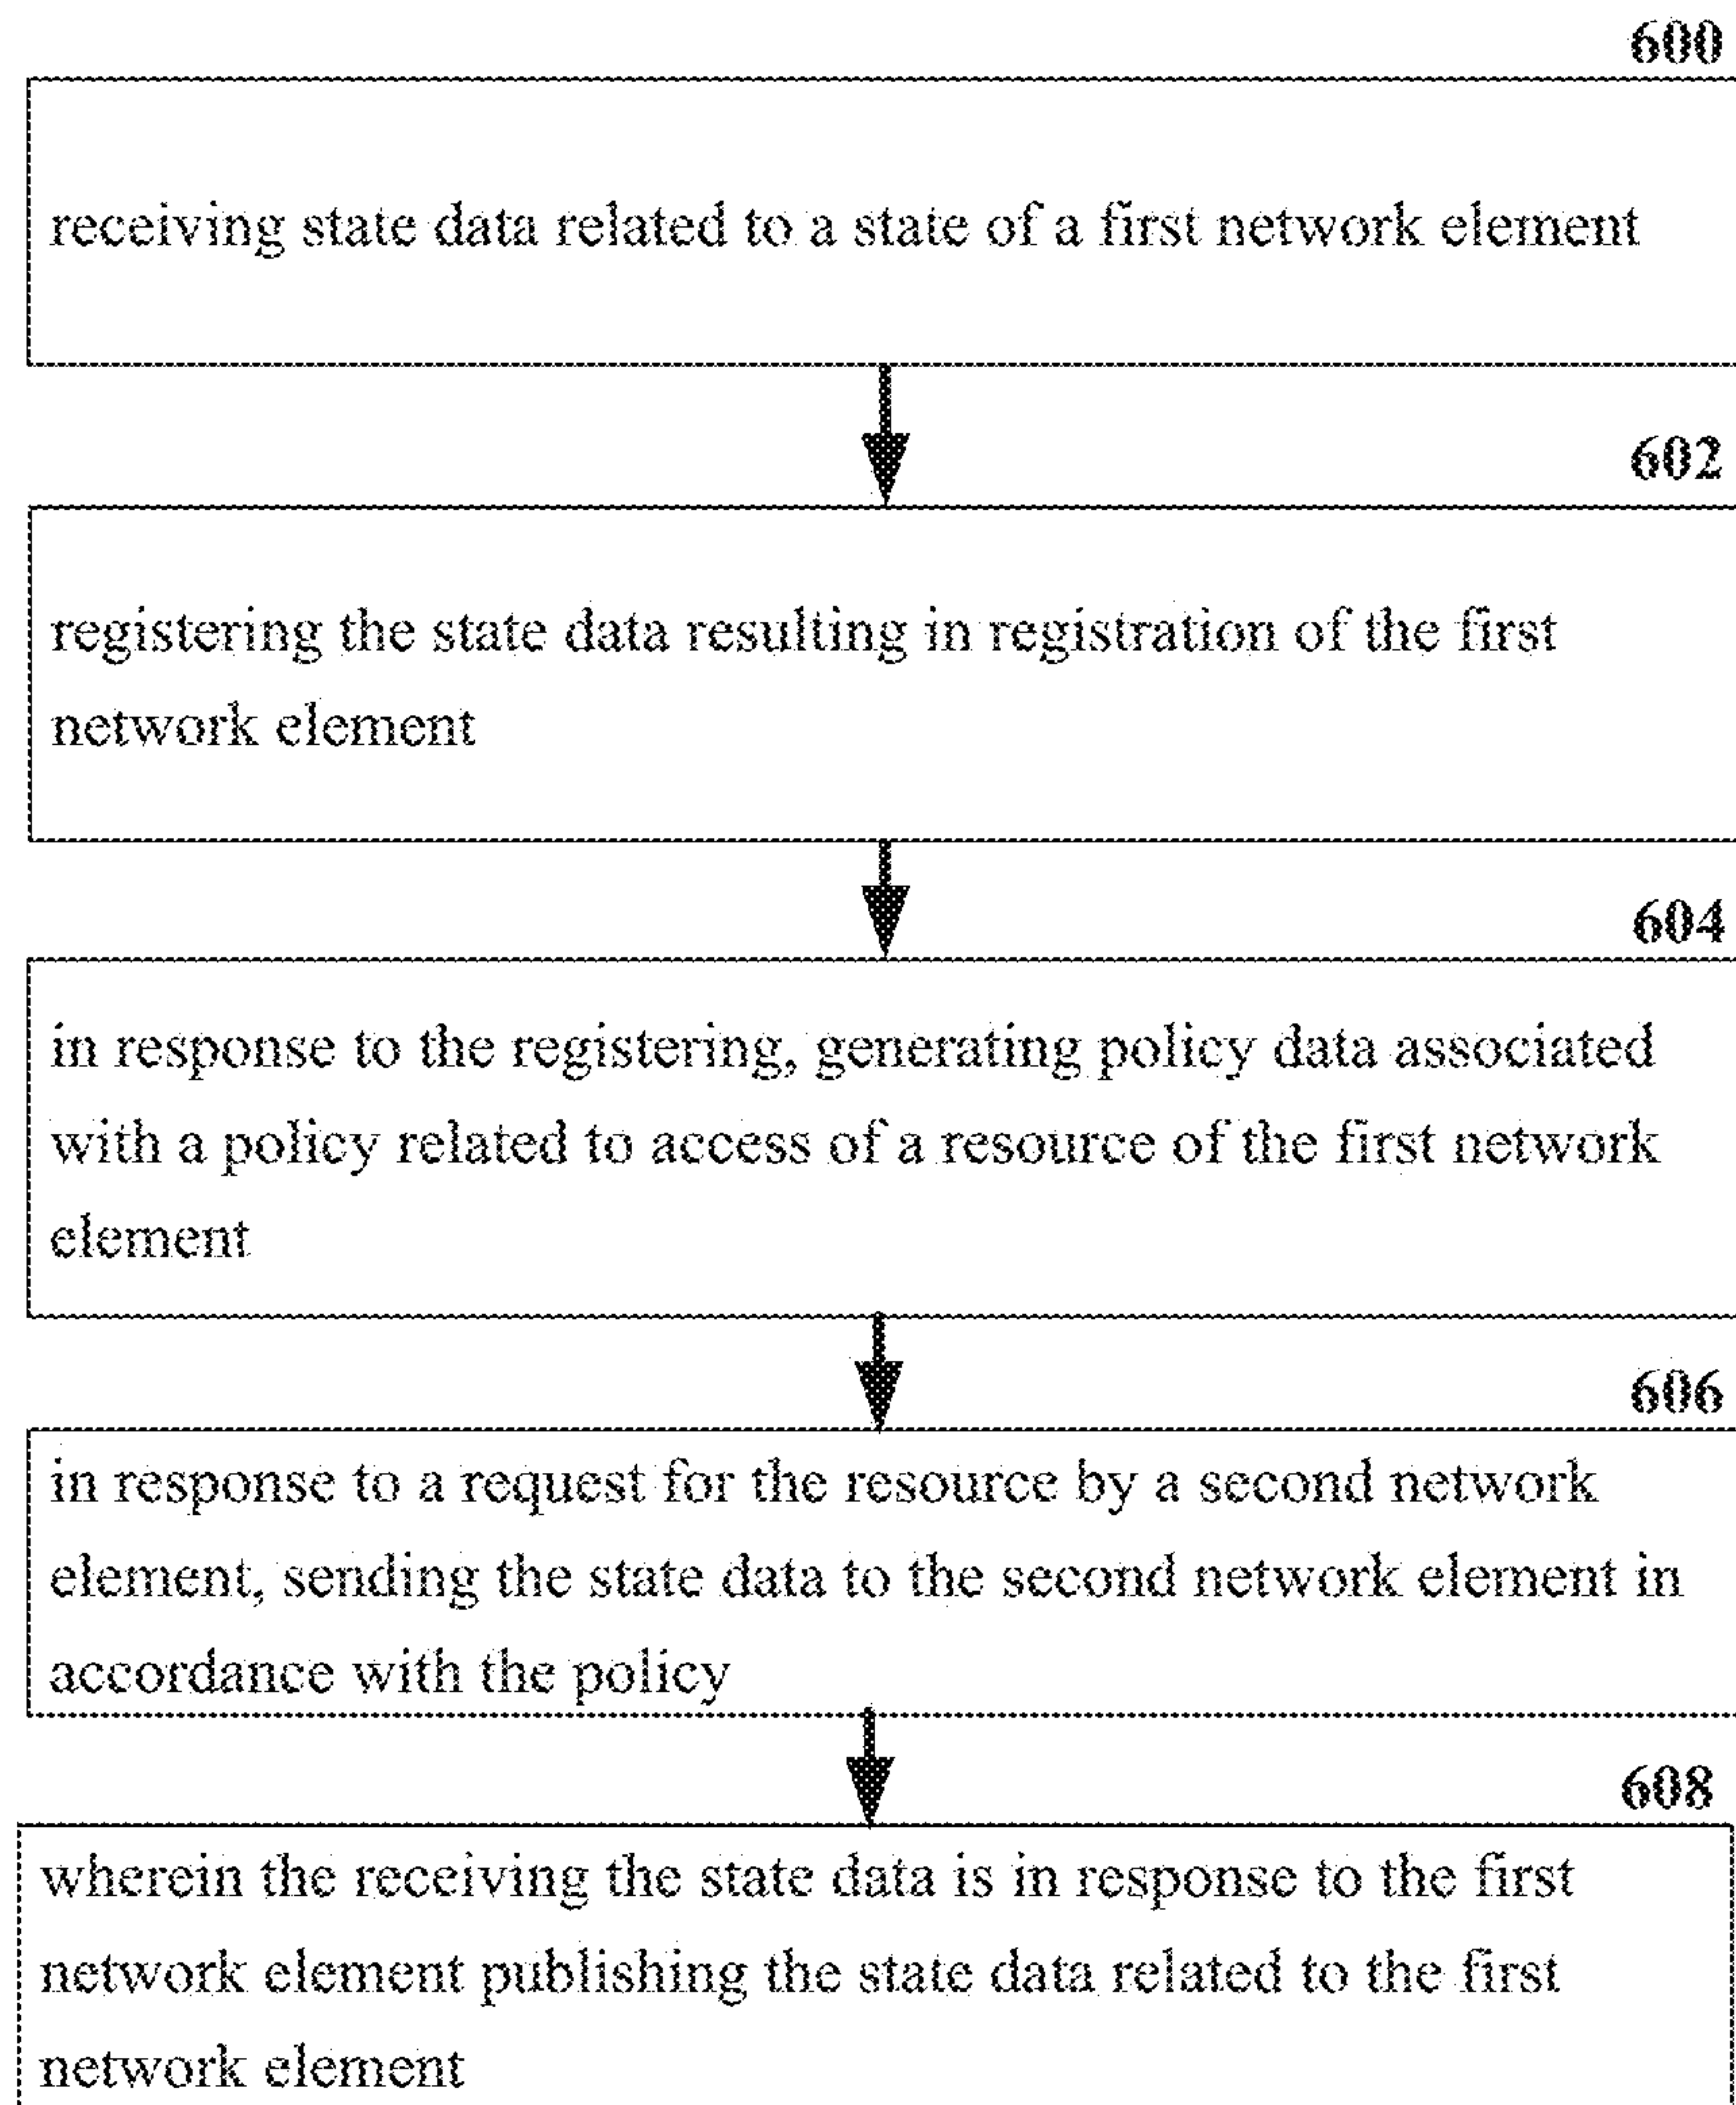 600
receiving state data related to a state of a first network element
602
registering the state data resulting in registration of the first
network element
604
in response to the registering, generating policy data associated
with a policy related to access of a resource of the first network
element
606
in response to a request for the resource by a second network
element, sending the state data to the second network element in
accordance with the policy
608
wherein the receiving the state data is in response to the first
network element publishing the state data related to the first
network element